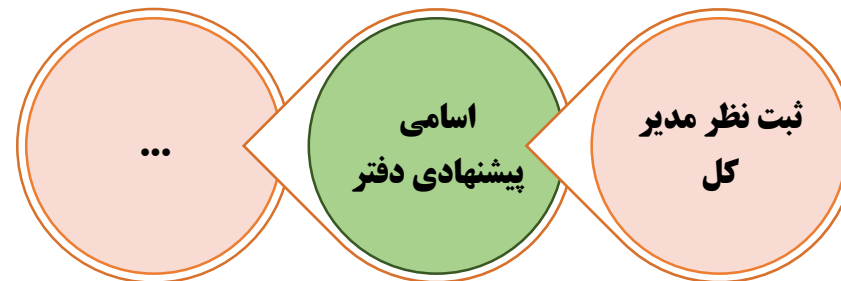 ثبت نظر مدیر
کل
اسامی
پیشنهادی دفتر
...